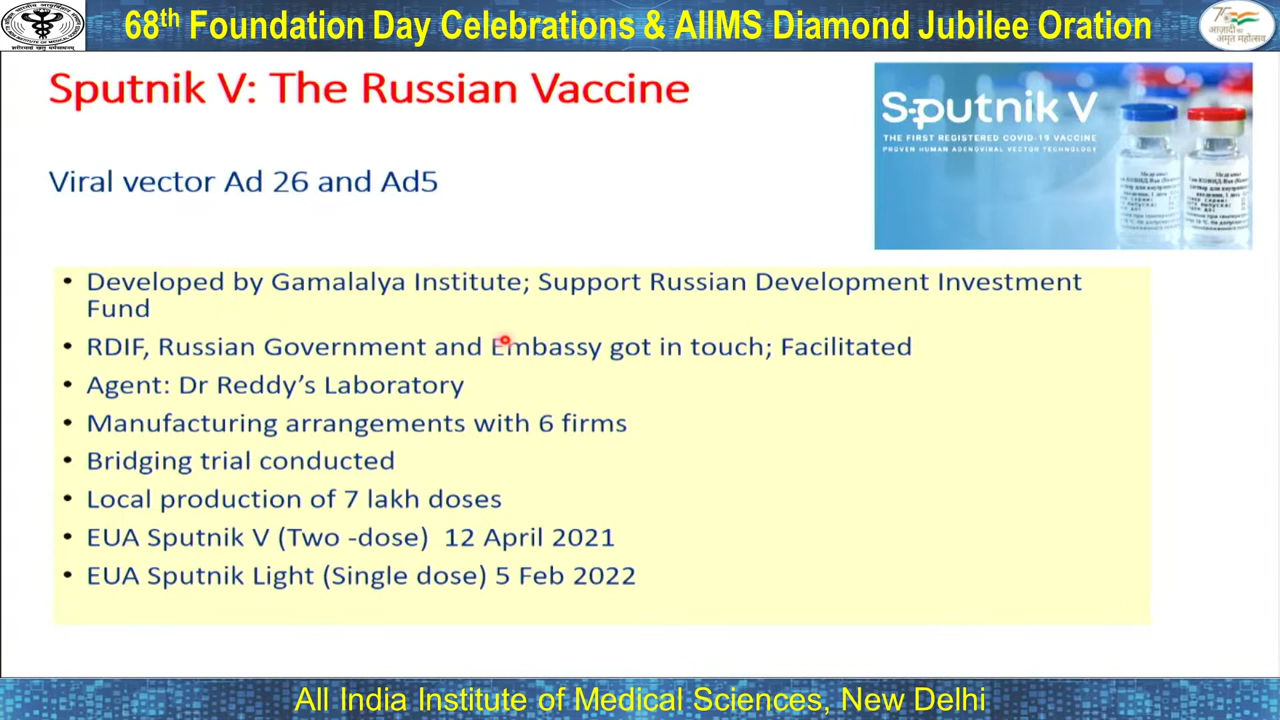 68th Foundation Day Celebrations & AIIMS Diamond Jubilee Oration
आज़ादी का
अमृत महोत्सव
Sputnik V: The Russian Vaccine
Sputnik V
THE FIRST REGISTERED COVID-19 VACCINE
PROVEN HUMAN ADENOVIRAL VECTOR TECHNOLOGY
Viral vector Ad 26 and Ad5
• Developed by Gamalalya Institute; Support Russian Development Investment
Fund
• RDIF, Russian Government and Embassy got in touch; Facilitated
• Agent: Dr Reddy's Laboratory
• Manufacturing arrangements with 6 firms
• Bridging trial conducted
• Local production of 7 lakh doses
• EUA Sputnik V (Two -dose) 12 April 2021
• EUA Sputnik Light (Single dose) 5 Feb 2022
All India Institute of Medical Sciences, New Delhi